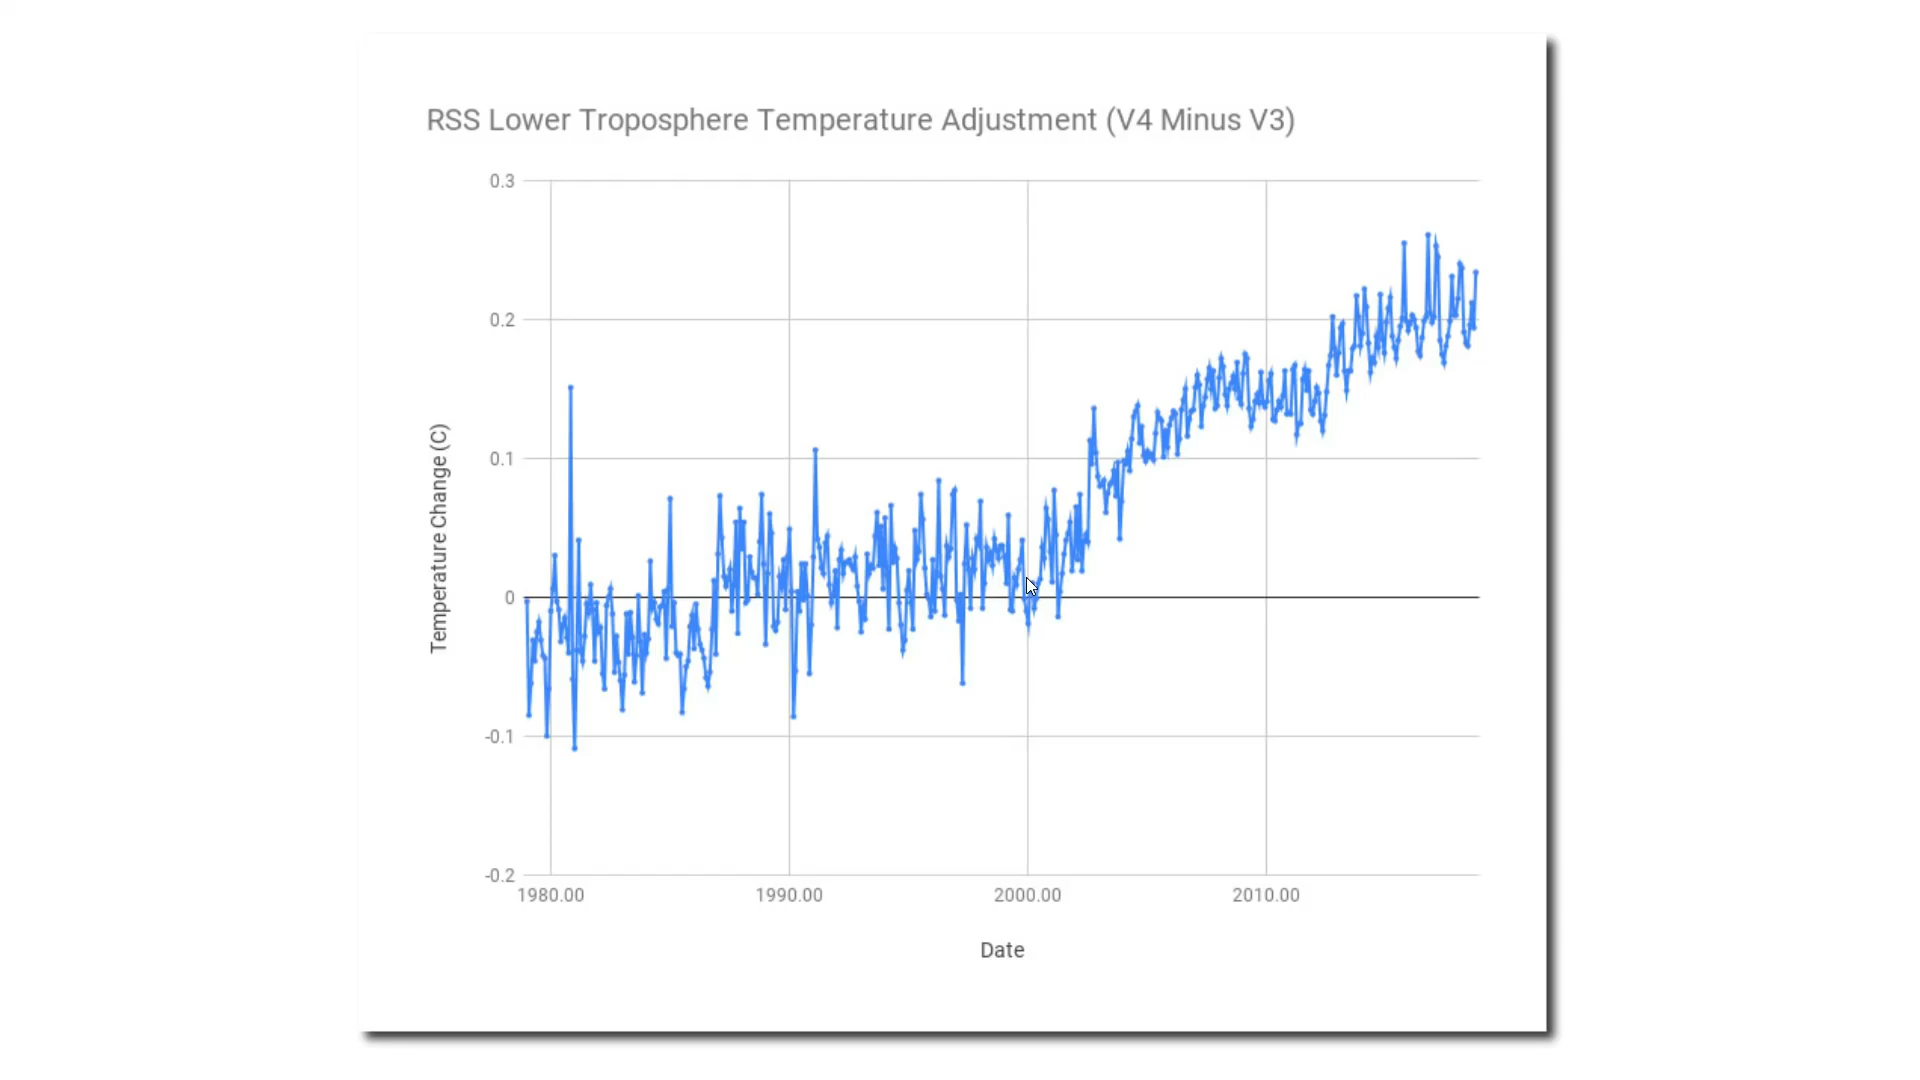 RSS Lower Troposphere Temperature Adjustment (V4 Minus V3)
0.3
0.2
0.1
0
-0.1
-0.2
Temperature Change (C)
1980.00 1990.00 2000.00 2010.00
Date